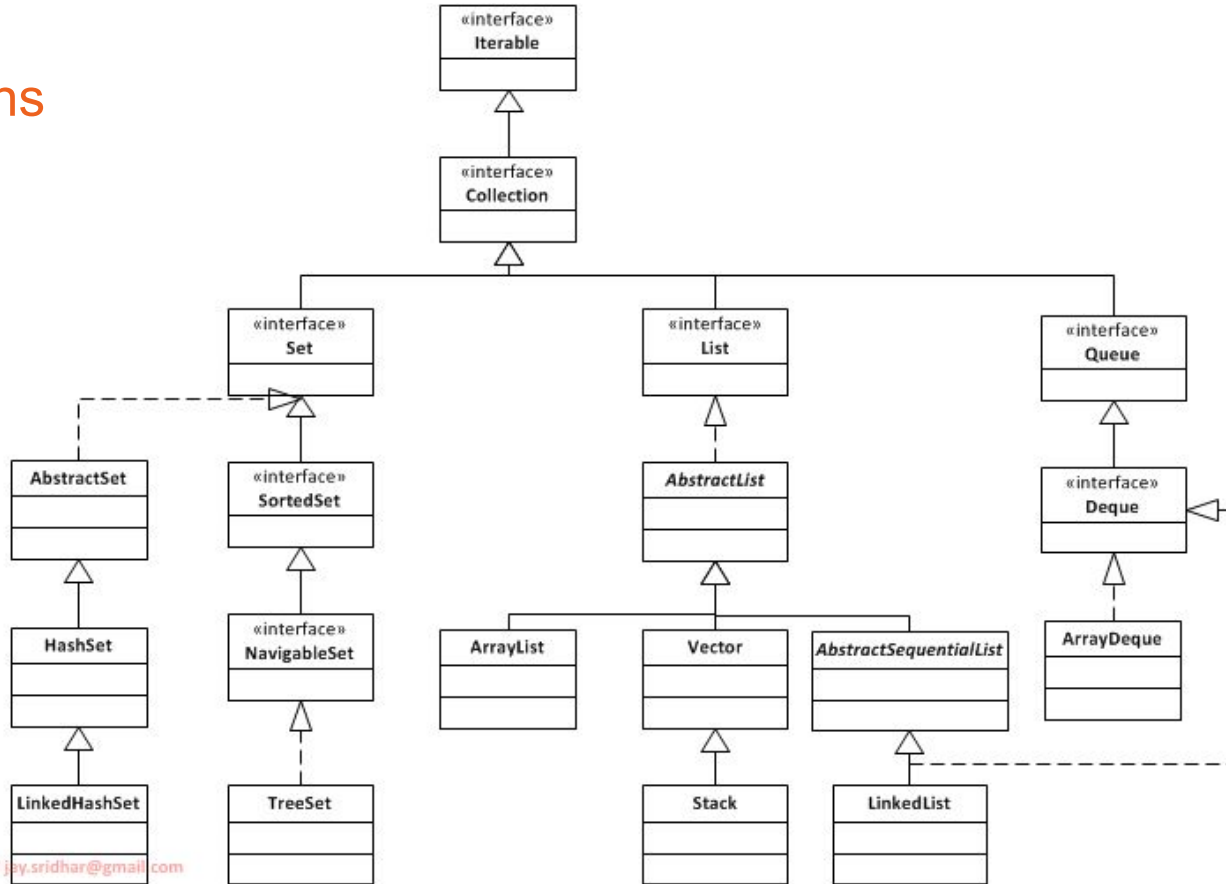 ns
«interface»
Iterable
«interface»
Collection
«interface»
Set
«interface»
List
«interface»
Queue
AbstractSet
«interface»
SortedSet
AbstractList
«interface»
Deque
HashSet
«interface»
NavigableSet
ArrayList
Vector
AbstractSequentialList
ArrayDeque
LinkedHashSet
TreeSet
Stack
LinkedList
jay.sridhar@gmail.com